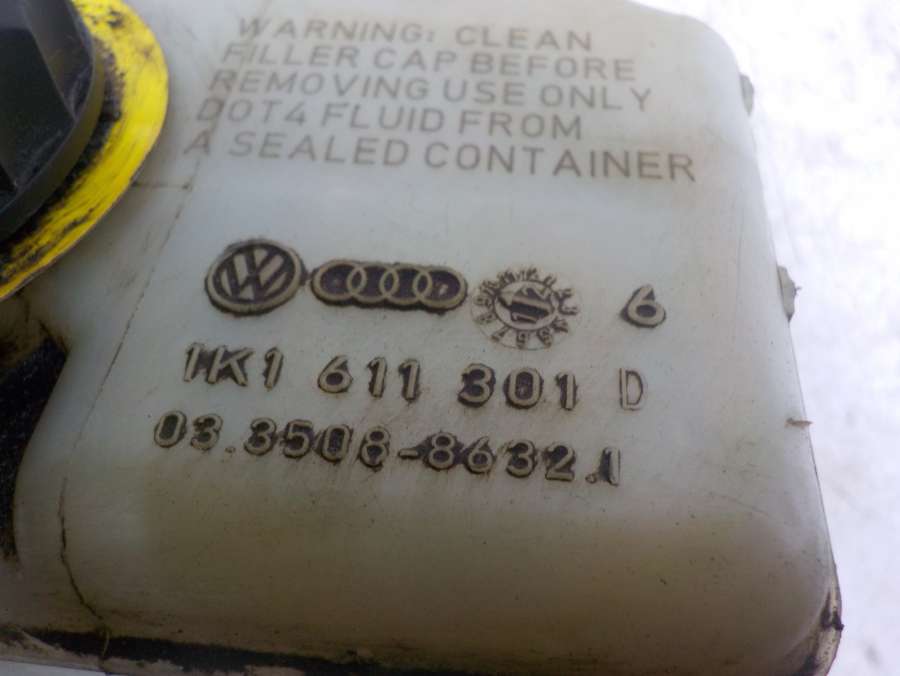 WARNING: CLEAN
FILLER CAP BEFORE
REMOVING USE ONLY
DOT4 FLUID FROM
A SEALED CONTAINER
VW 6
1K1 611 301 D
03.3508-8632.1